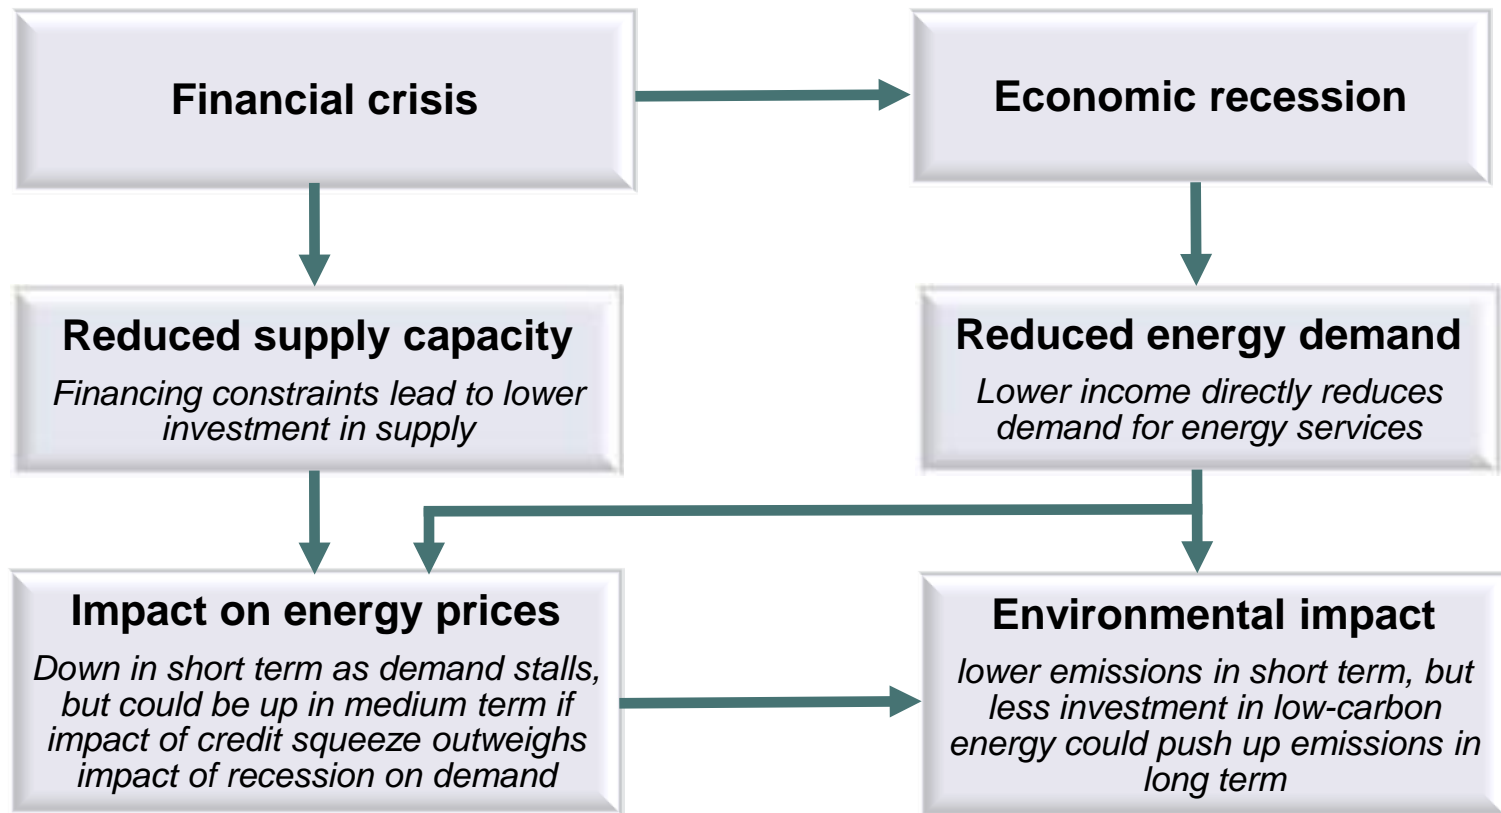 Financial crisis
Economic recession
Reduced supply capacity
Financing constraints lead to lower
investment in supply
Reduced energy demand
Lower income directly reduces
demand for energy services
Impact on energy prices
Down in short term as demand stalls,
but could be up in medium term if
impact of credit squeeze outweighs
impact of recession on demand
Environmental impact
lower emissions in short term, but
less investment in low-carbon
energy could push up emissions in
long term